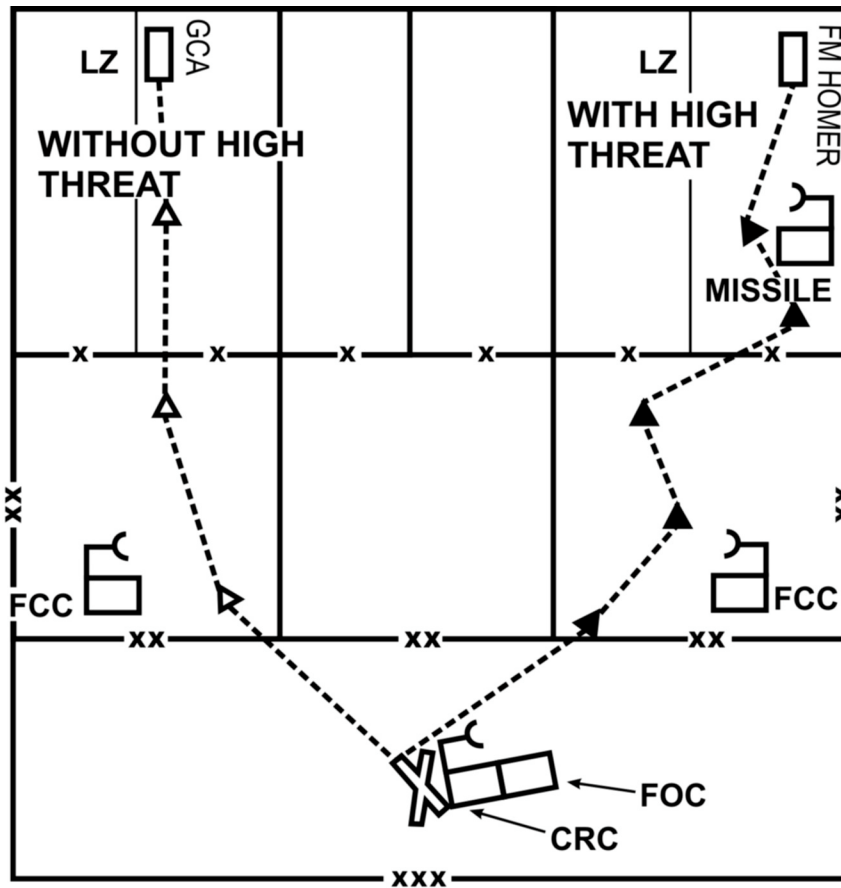 LZ
GCA
LZ
FM HOMER
WITHOUT HIGH
THREAT
WITH HIGH
THREAT
MISSILE
X
X
X
X
X
X
XX
XX
FCC
FCC
XX
XX
XX
FOC
CRC
XXX